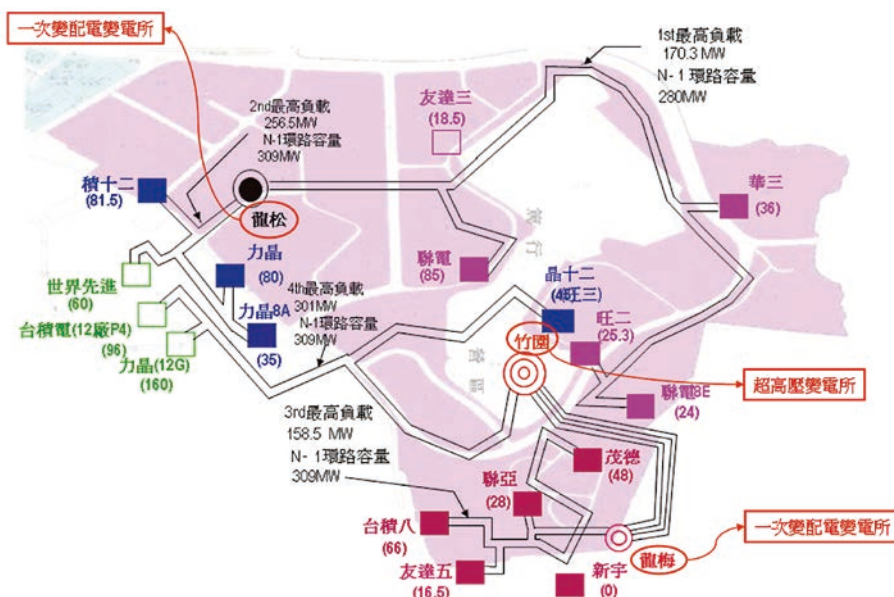 一次變配電變電所
1st最高負載
170.3 MW
N-1環路容量
280MW
友達三
(18.5)
2nd最高負載
256.5MW
N-1環路容量
309MW
積十二
(81.5)
華三
(36)
龍松
世界先進
(60)
力晶
(80)
聯電
(85)
4th最高負載
301MW
N-1環路容量
309MW
晶十二
台積電(12廠P4)
(96)
力晶8A
(35)
旺二
(25.3)
竹園
力晶(12G)
(160)
超高壓變電所
聯電8E
(24)
營區
3rd最高負載
158.5 MW
N-1環路容量
309MW
茂德
(48)
聯亞
(28)
台積八
(66)
一次變配電變電所
龍梅
友達五
(16.5)
新宇
(0)